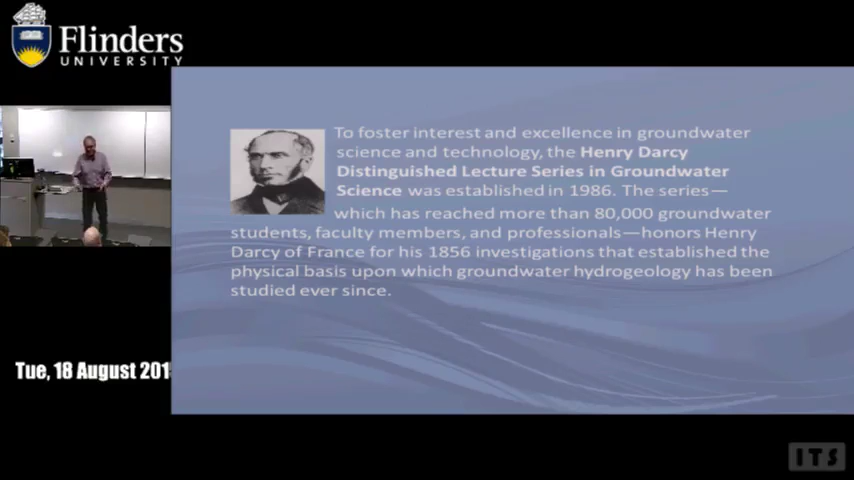 Flinders
UNIVERSITY
To foster interest and excellence in groundwater
science and technology, the Henry Darcy
Distinguished Lecture Series in Groundwater
Science was established in 1986. The series—
which has reached more than 80,000 groundwater
students, faculty members, and professionals—honors Henry
Darcy of France for his 1856 investigations that established the
physical basis upon which groundwater hydrogeology has been
studied ever since.
Tue, 18 August 201
ITS